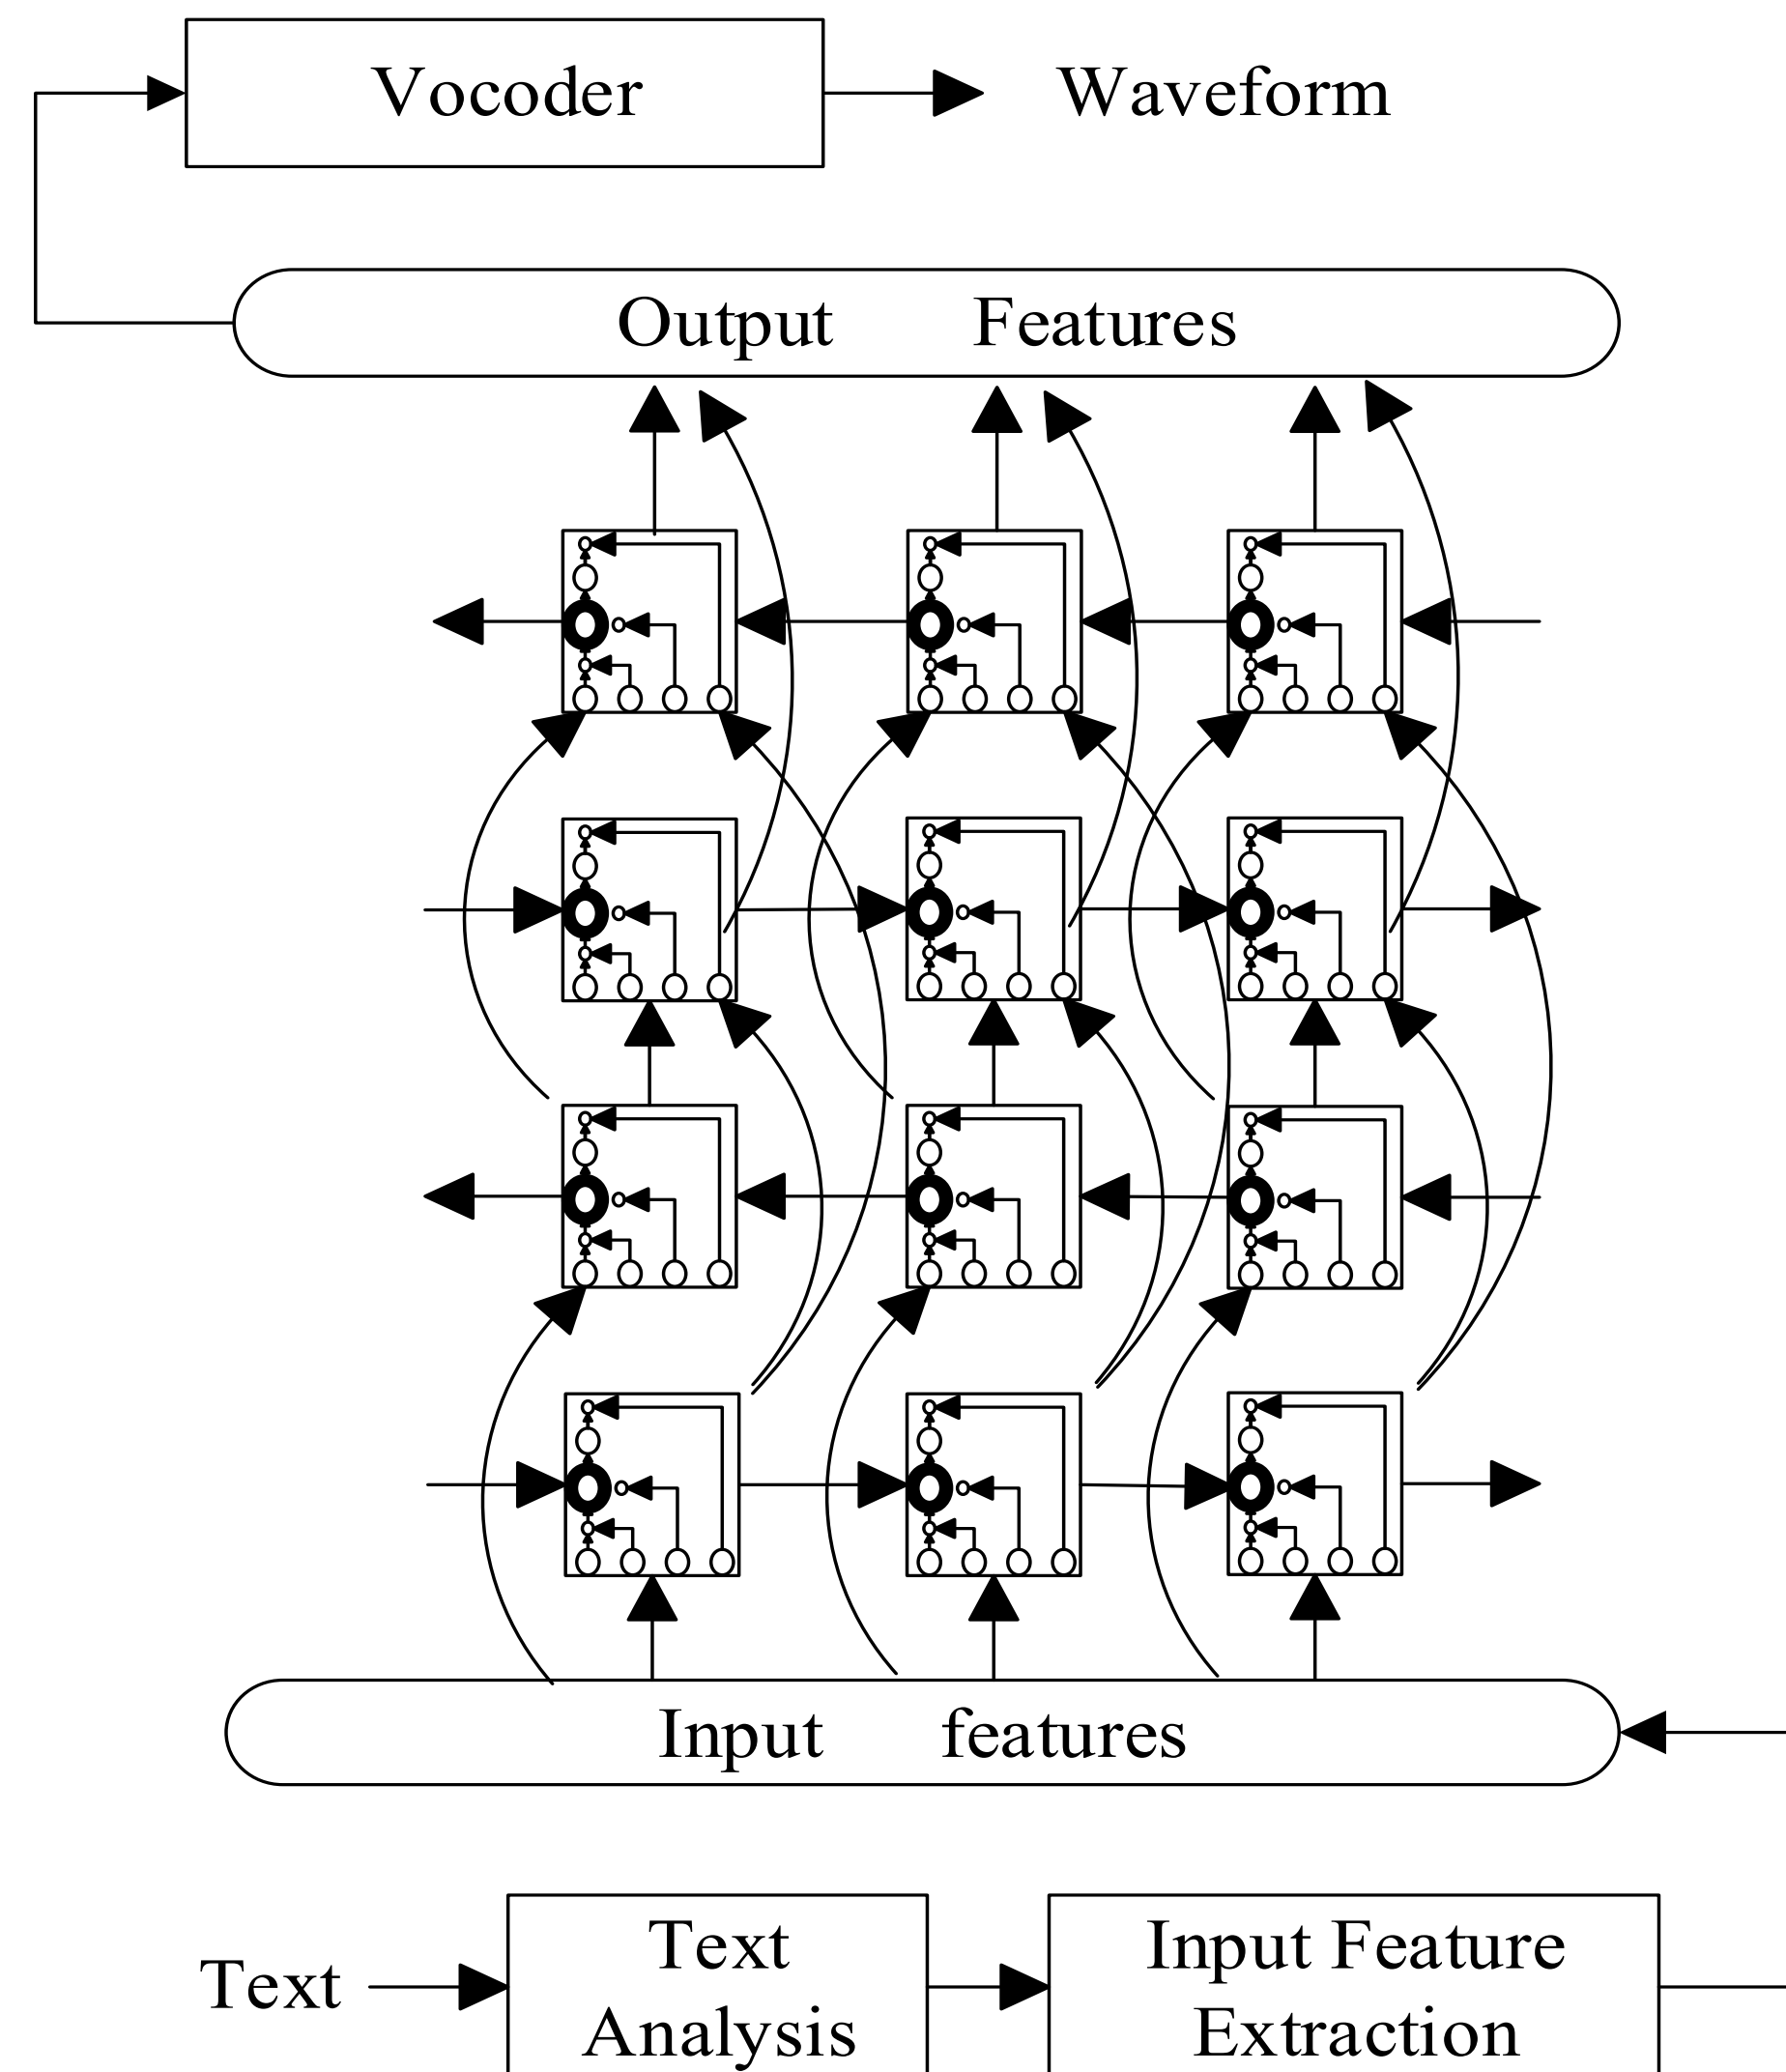 Vocoder
Waveform
Output Features
Input features
Text
Text
Analysis
Input Feature
Extraction